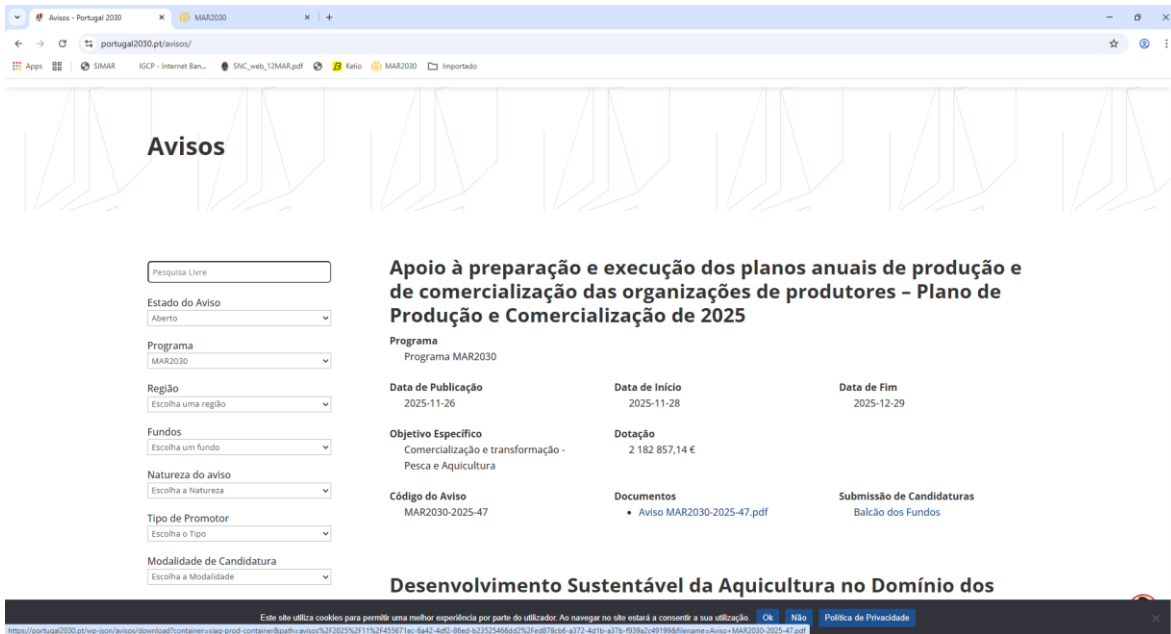 Avisos - Portugal 2030
MAR2030
portugal2030.pt/avisos/
Apps
SIMAR
IGCP - Internet Ban...
SNC_web_12MAR.pdf
Kelio
MAR2030
Importado
Avisos
Pesquisa Livre
Estado do Aviso
Aberto
Programa
MAR2030
Região
Escolha uma região
Fundos
Escolha um fundo
Natureza do aviso
Escolha a Natureza
Tipo de Promotor
Escolha o Tipo
Modalidade de Candidatura
Escolha a Modalidade
Apoio à preparação e execução dos planos anuais de produção e
de comercialização das organizações de produtores – Plano de
Produção e Comercialização de 2025
Programa
Programa MAR2030
Data de Publicação
2025-11-26
Data de Início
2025-11-28
Data de Fim
2025-12-29
Objetivo Específico
Comercialização e transformação -
Pesca e Aquicultura
Dotação
2 182 857,14 €
Código do Aviso
MAR2030-2025-47
Documentos
Aviso MAR2030-2025-47.pdf
Submissão de Candidaturas
Balcão dos Fundos
Desenvolvimento Sustentável da Aquicultura no Domínio dos
Este site utiliza cookies para permitir uma melhor experiência por parte do utilizador. Ao navegar no site estará a consentir a sua utilização. Ok Não Política de Privacidade